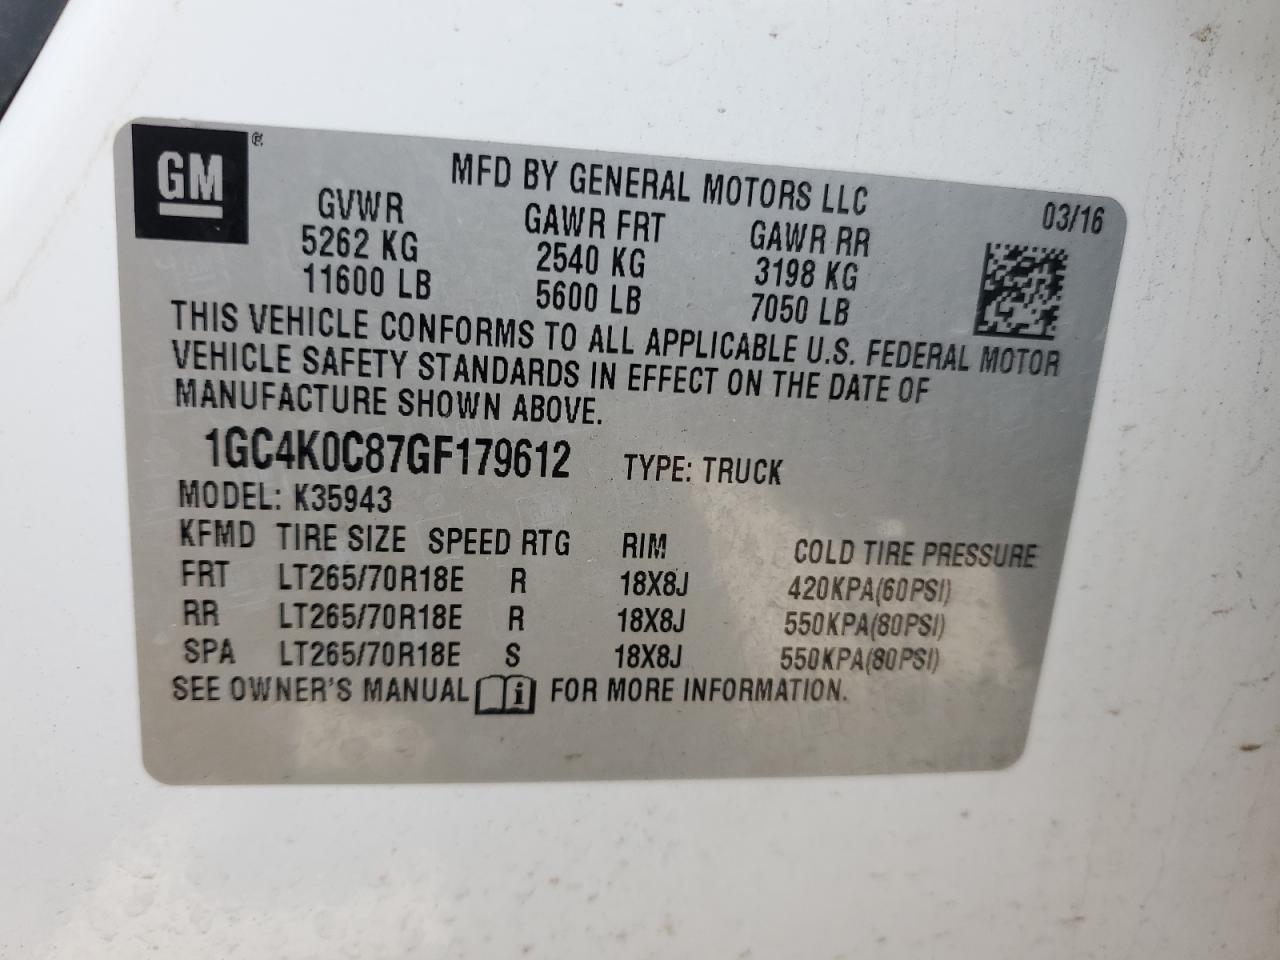 GM ®
MFD BY GENERAL MOTORS LLC
03/16
GVWR GAWR FRT GAWR RR
5262 KG 2540 KG 3198 KG
11600 LB 5600 LB 7050 LB
THIS VEHICLE CONFORMS TO ALL APPLICABLE U.S. FEDERAL MOTOR
VEHICLE SAFETY STANDARDS IN EFFECT ON THE DATE OF
MANUFACTURE SHOWN ABOVE.
1GC4K0C87GF179612 TYPE: TRUCK
MODEL: K35943
KFMD TIRE SIZE SPEED RTG RIM COLD TIRE PRESSURE
FRT LT265/70R18E R 18X8J 420KPA(60PSI)
RR LT265/70R18E R 18X8J 550KPA(80PSI)
SPA LT265/70R18E S 18X8J 550KPA(80PSI)
SEE OWNER'S MANUAL i FOR MORE INFORMATION.